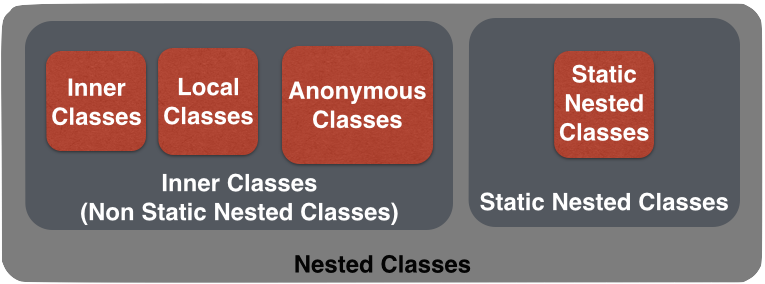 Inner
Classes
Local
Classes
Anonymous
Classes
Inner Classes
(Non Static Nested Classes)
Static
Nested
Classes
Static Nested Classes
Nested Classes